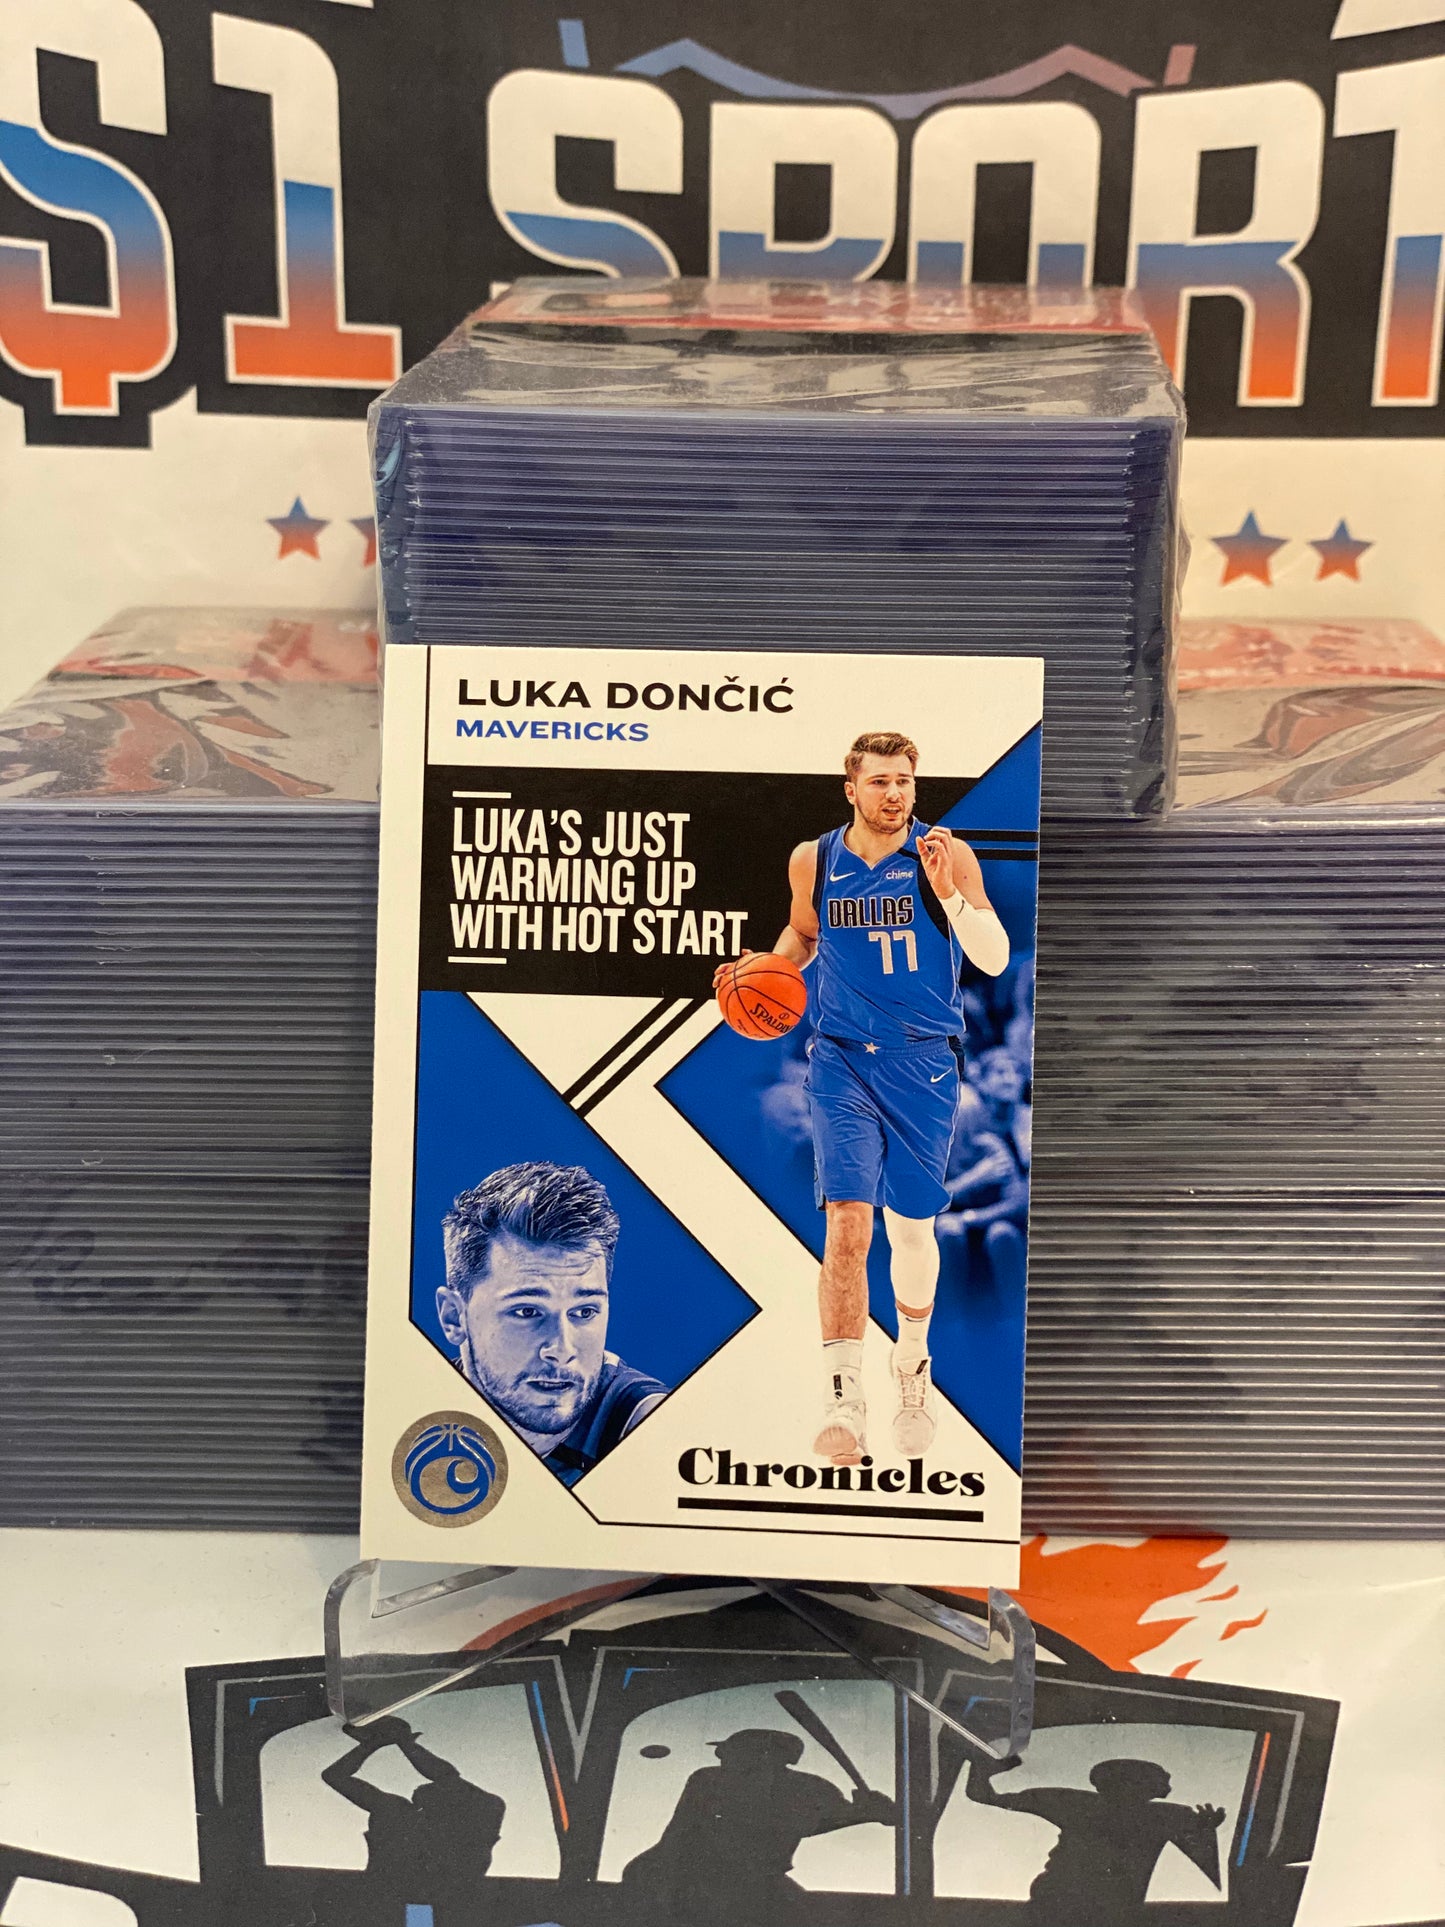 $1 SPORT
LUKA DONČIĆ
MAVERICKS
LUKA'S JUST
WARMING UP
WITH HOT START
chime
DALLAS
77
SPALDING
Chronicles